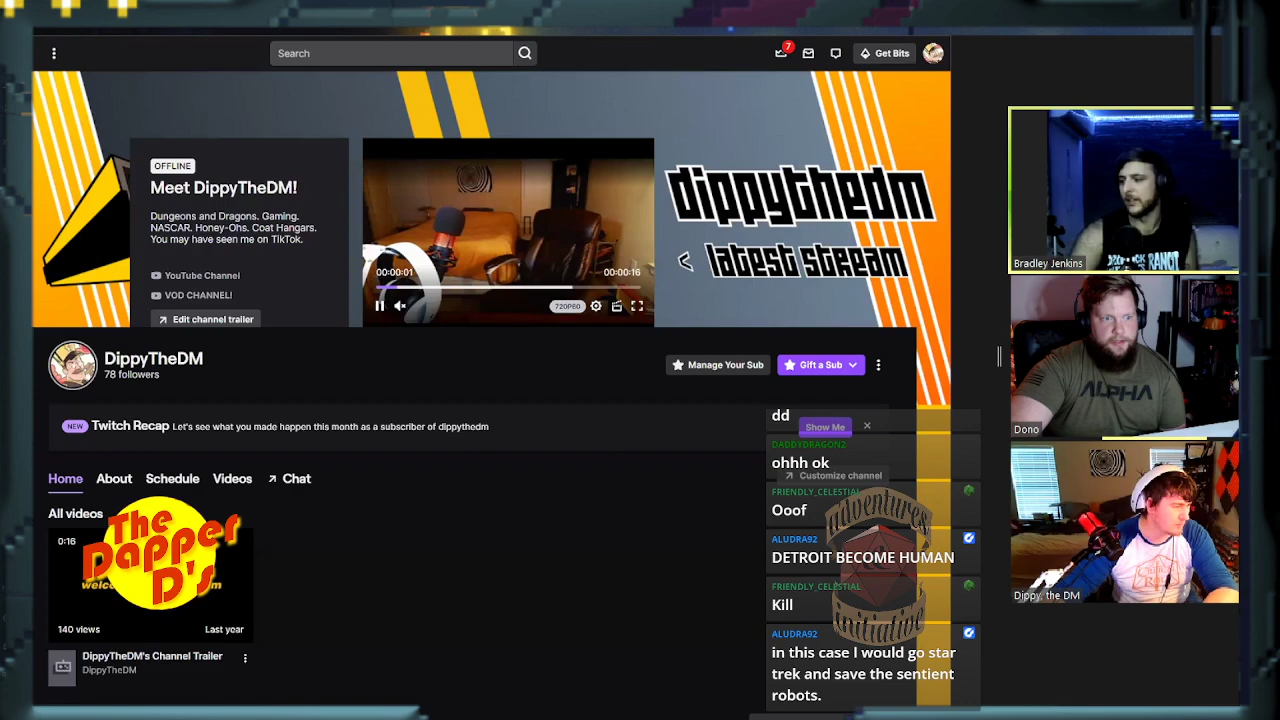 Search
7
Get Bits
OFFLINE
Meet DippyTheDM!
Dungeons and Dragons. Gaming.
NASCAR. Honey-Ohs. Coat Hangars.
You may have seen me on TikTok.
YouTube Channel
VOD CHANNEL!
Edit channel trailer
00:00:01
00:00:16
720P60
dippythedm
< latest stream
DippyTheDM
78 followers
Manage Your Sub
Gift a Sub
NEW
Twitch Recap
Let's see what you made happen this month as a subscriber of dippythedm
Show Me
Customize channel
Home
About
Schedule
Videos
Chat
All videos
0:16
The
Dapper
D's
140 views
Last year
DippyTheDM's Channel Trailer
DippyTheDM
dd
DADDYDRAGON2
ohhh ok
FRIENDLY_CELESTIAL
Ooof
ALUDRA92
DETROIT BECOME HUMAN
FRIENDLY_CELESTIAL
Kill
ALUDRA92
in this case I would go star
trek and save the sentient
robots.
adventurers
initiative
Bradley Jenkins
ALPHA
Dono
Dippy, the DM